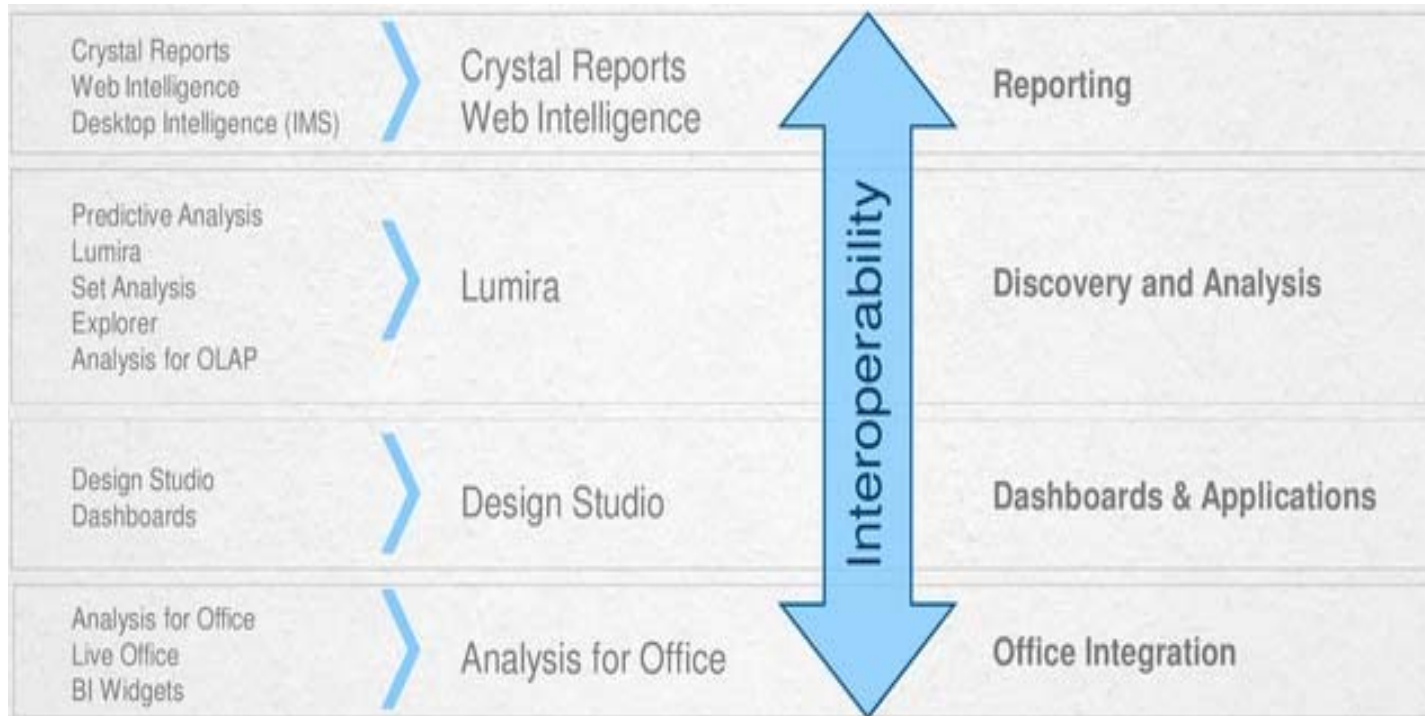 Crystal Reports
Web Intelligence
Desktop Intelligence (IMS)
Crystal Reports
Web Intelligence
Reporting
Predictive Analysis
Lumira
Set Analysis
Explorer
Analysis for OLAP
Lumira
Discovery and Analysis
Design Studio
Dashboards
Design Studio
Dashboards & Applications
Analysis for Office
Live Office
BI Widgets
Analysis for Office
Office Integration
Interoperability